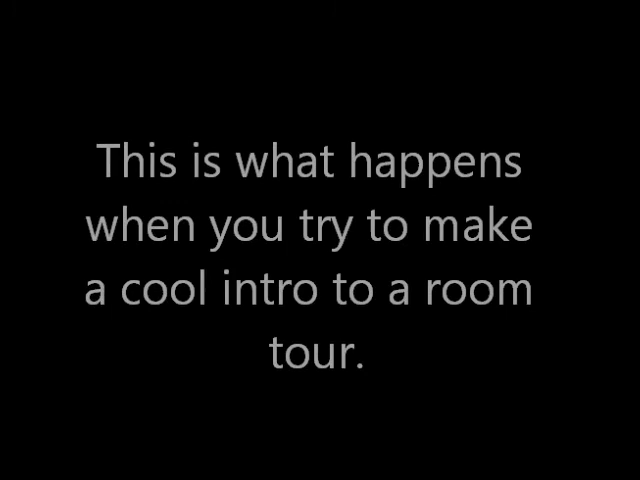 This is what happens
when you try to make
a cool intro to a room
tour.